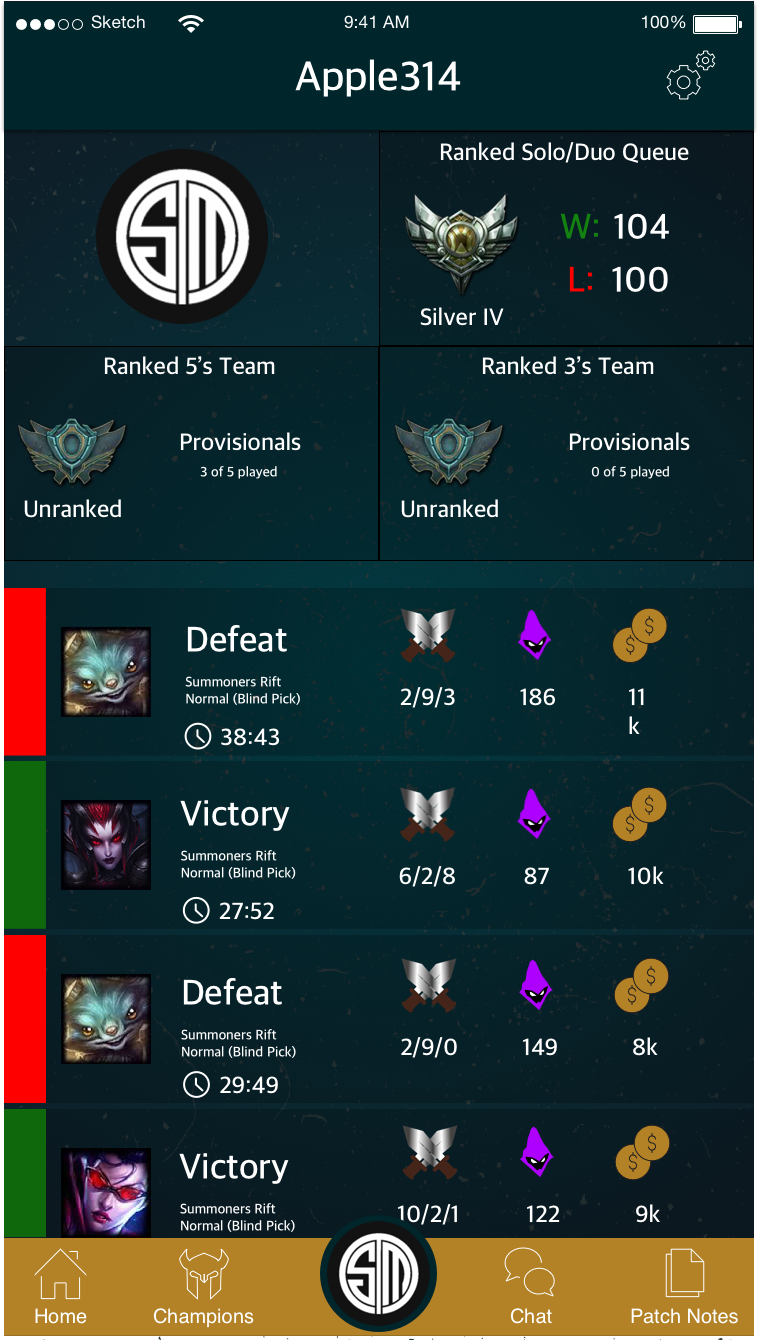 Sketch 9:41 AM 100%
Apple314
TSM
Ranked Solo/Duo Queue
W: 104
L: 100
Silver IV
Ranked 5’s Team
Provisionals
3 of 5 played
Unranked
Ranked 3’s Team
Provisionals
0 of 5 played
Unranked
Defeat
Summoners Rift
Normal (Blind Pick)
38:43
2/9/3
186
$ $
11
k
Victory
Summoners Rift
Normal (Blind Pick)
27:52
6/2/8
87
$ $
10k
Defeat
Summoners Rift
Normal (Blind Pick)
29:49
2/9/0
149
$ $
8k
Victory
Summoners Rift
Normal (Blind Pick)
10/2/1
122
$ $
9k
Home
Champions
TSM
Chat
Patch Notes